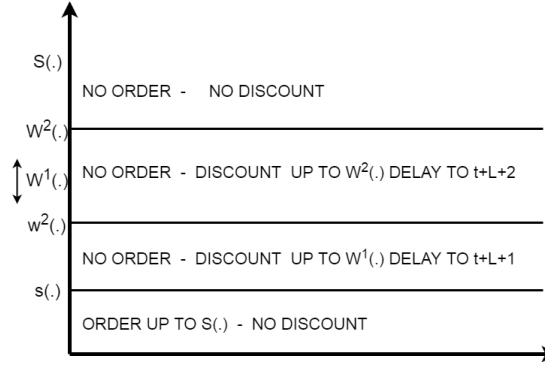 S(.)
NO ORDER - NO DISCOUNT
W²(.)
W¹(.)
NO ORDER - DISCOUNT UP TO W²(.) DELAY TO t+L+2
w²(.)
NO ORDER - DISCOUNT UP TO W¹(.) DELAY TO t+L+1
s(.)
ORDER UP TO S(.) - NO DISCOUNT